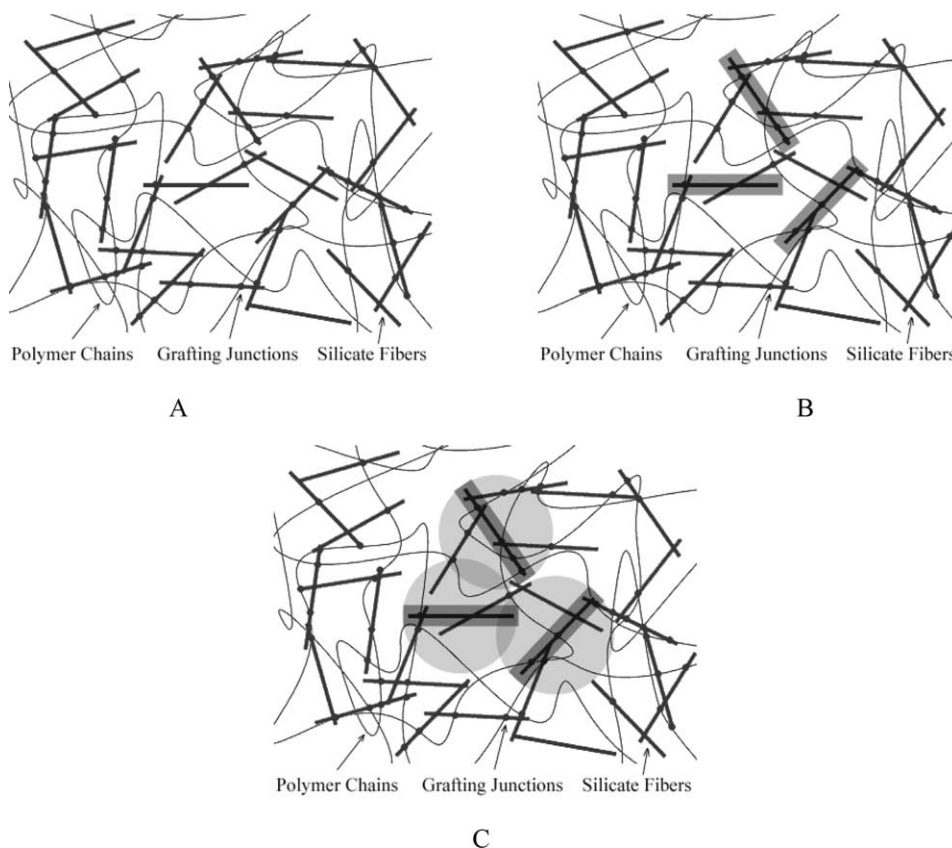 Polymer Chains Grafting Junctions Silicate Fibers
A
Polymer Chains Grafting Junctions Silicate Fibers
B
Polymer Chains Grafting Junctions Silicate Fibers
C